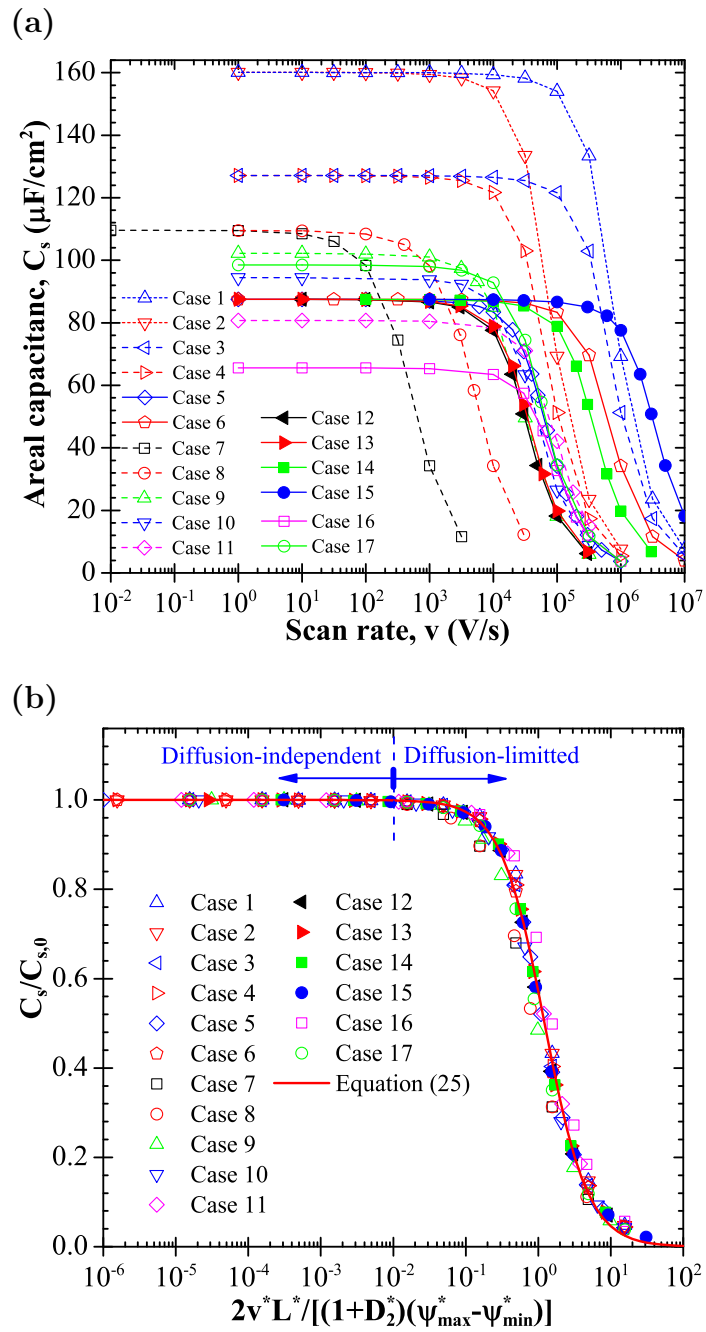 (a)
Areal capacitanc, C_s (μF/cm²)
160
140
120
100
80
60
40
20
0
Case 1
Case 2
Case 3
Case 4
Case 5
Case 6
Case 7
Case 8
Case 9
Case 10
Case 11
Case 12
Case 13
Case 14
Case 15
Case 16
Case 17
10⁻² 10⁻¹ 10⁰ 10¹ 10² 10³ 10⁴ 10⁵ 10⁶ 10⁷
Scan rate, v (V/s)
(b)
C_s/C_s,0
Diffusion-independent
Diffusion-limitted
1.0
0.8
0.6
0.4
0.2
0.0
Case 1
Case 2
Case 3
Case 4
Case 5
Case 6
Case 7
Case 8
Case 9
Case 10
Case 11
Case 12
Case 13
Case 14
Case 15
Case 16
Case 17
Equation (25)
10⁻⁶ 10⁻⁵ 10⁻⁴ 10⁻³ 10⁻² 10⁻¹ 10⁰ 10¹ 10²
2v*L*/[(1+D₂*)(ψ*_max-ψ*_min)]